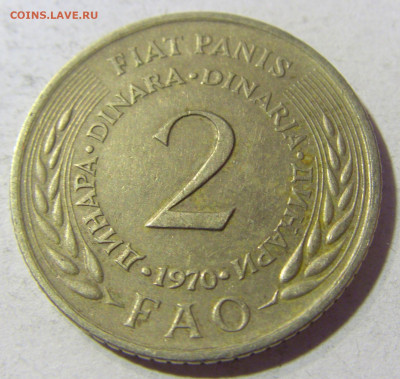 COINS.LAVE.RU
FIAT PANIS
ДИНАРА · DINARA · DINARJA · ДИНАРИ
2
· 1970 ·
FAO